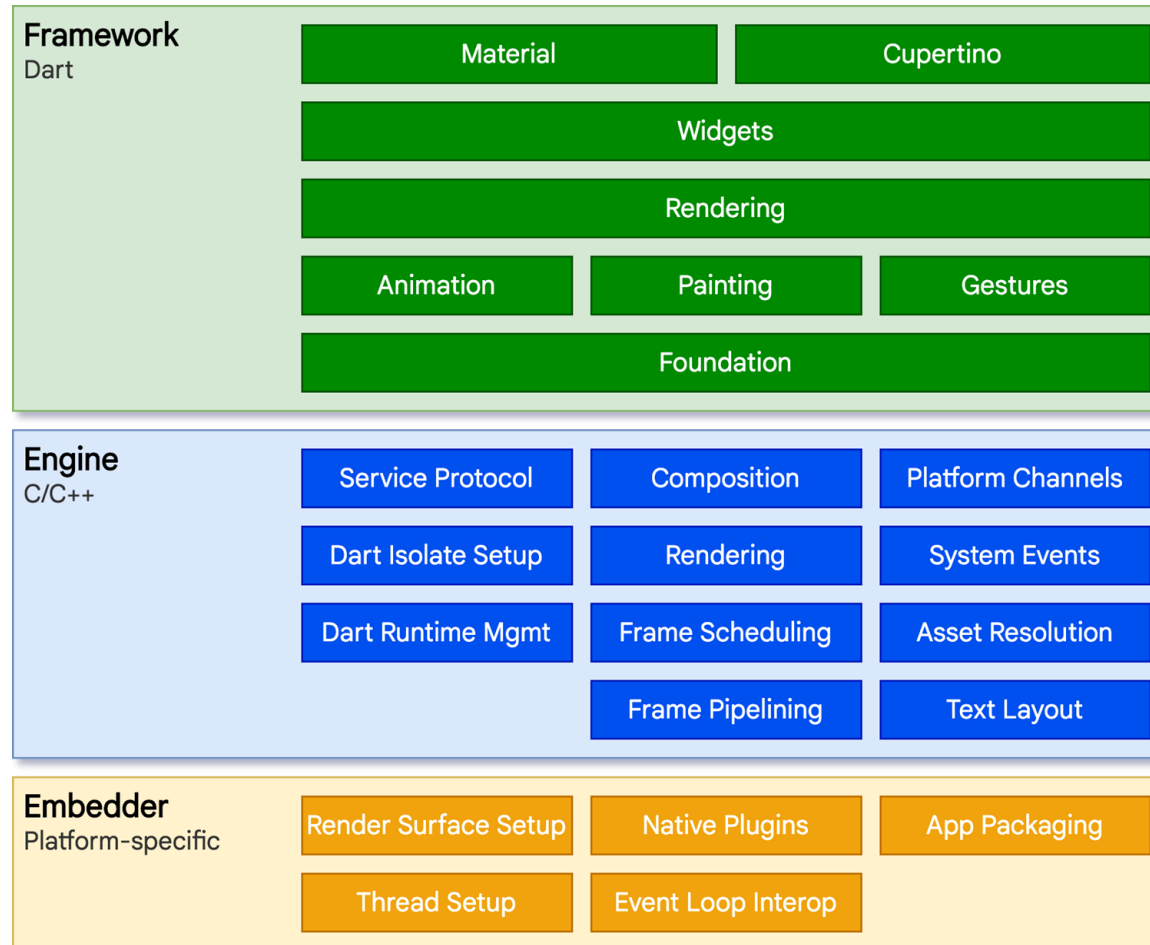 Framework
Dart
Material
Cupertino
Widgets
Rendering
Animation
Painting
Gestures
Foundation
Engine
C/C++
Service Protocol
Composition
Platform Channels
Dart Isolate Setup
Rendering
System Events
Dart Runtime Mgmt
Frame Scheduling
Asset Resolution
Frame Pipelining
Text Layout
Embedder
Platform-specific
Render Surface Setup
Native Plugins
App Packaging
Thread Setup
Event Loop Interop